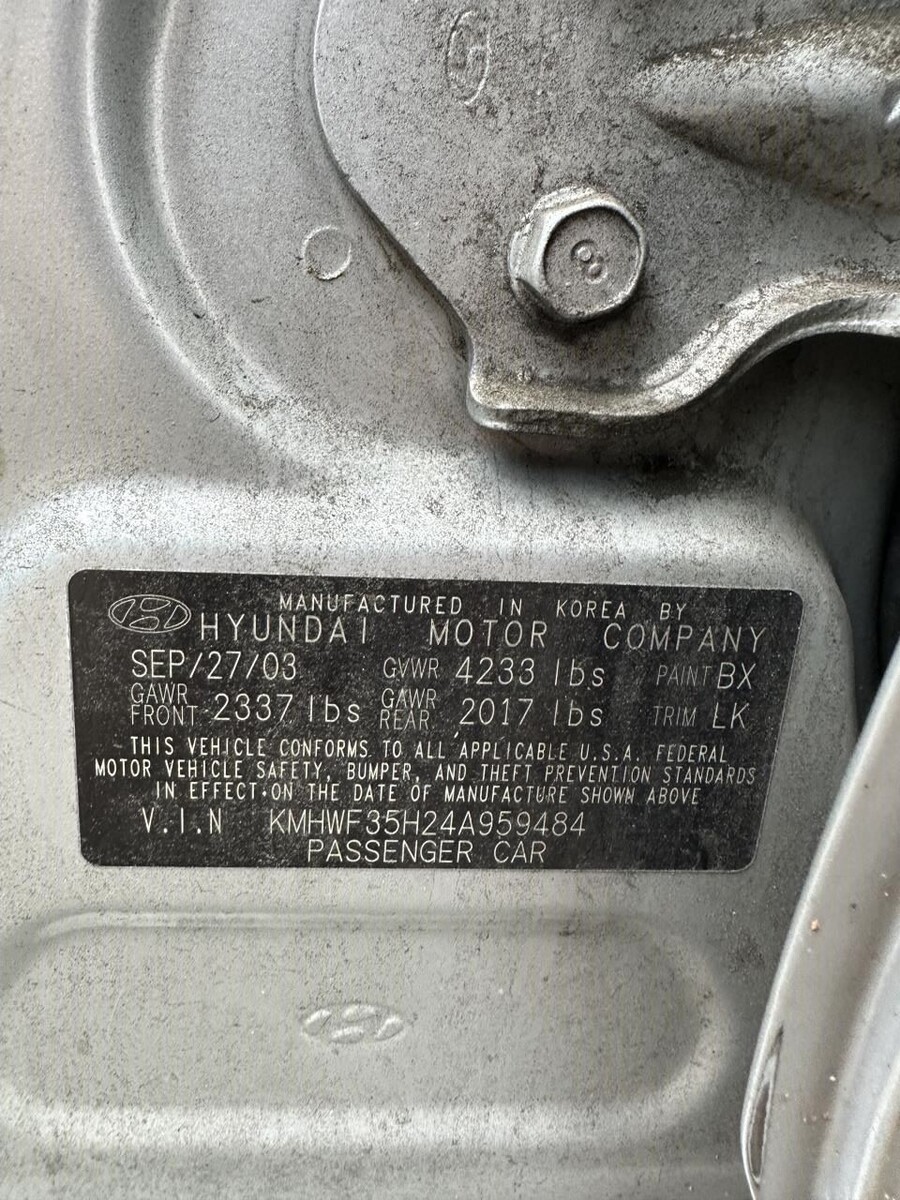 8
MANUFACTURED IN KOREA BY
HYUNDAI MOTOR COMPANY
SEP/27/03 GVWR 4233 lbs PAINT BX
GAWR FRONT 2337 lbs GAWR REAR 2017 lbs TRIM LK
THIS VEHICLE CONFORMS TO ALL APPLICABLE U.S.A. FEDERAL
MOTOR VEHICLE SAFETY, BUMPER, AND THEFT PREVENTION STANDARDS
IN EFFECT ON THE DATE OF MANUFACTURE SHOWN ABOVE
V.I.N KMHWF35H24A959484
PASSENGER CAR